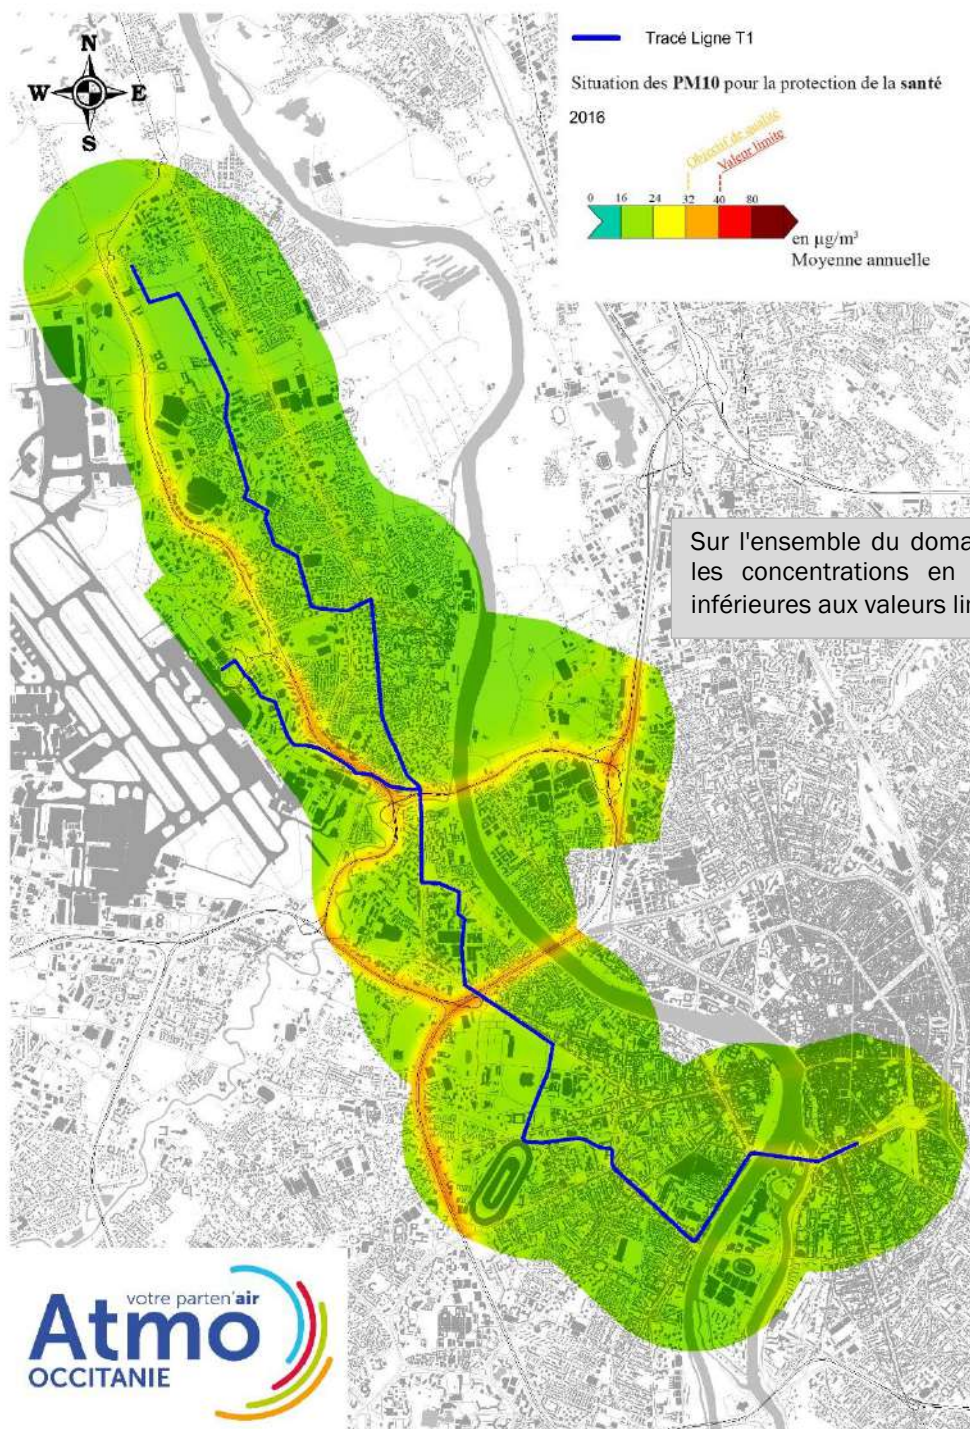 N
W E
S
Tracé Ligne T1
Situation des PM10 pour la protection de la santé
2016
Objectif de qualité
Valeur limite
0 16 24 32 40 80
en µg/m³
Moyenne annuelle
Sur l'ensemble du doma
les concentrations en
inférieures aux valeurs lin
votre parten'air
Atmo
OCCITANIE